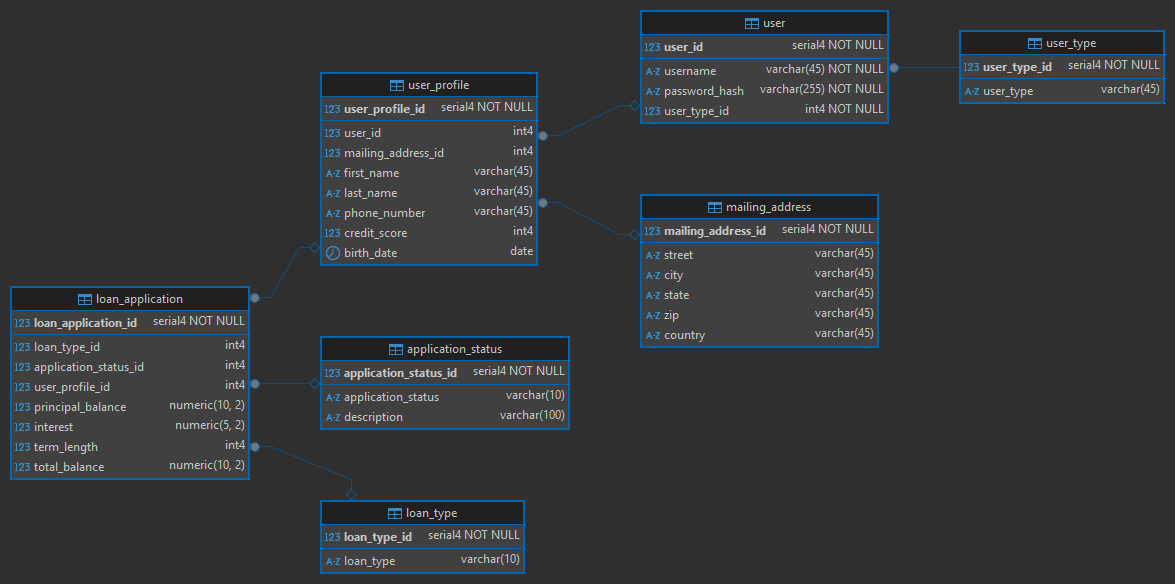 user
123 user_id serial4 NOT NULL
A-Z username varchar(45) NOT NULL
A-Z password_hash varchar(255) NOT NULL
123 user_type_id int4 NOT NULL
user_type
123 user_type_id serial4 NOT NULL
A-Z user_type varchar(45)
user_profile
123 user_profile_id serial4 NOT NULL
123 user_id int4
123 mailing_address_id int4
A-Z first_name varchar(45)
A-Z last_name varchar(45)
A-Z phone_number varchar(45)
123 credit_score int4
birth_date date
mailing_address
123 mailing_address_id serial4 NOT NULL
A-Z street varchar(45)
A-Z city varchar(45)
A-Z state varchar(45)
A-Z zip varchar(45)
A-Z country varchar(45)
loan_application
123 loan_application_id serial4 NOT NULL
123 loan_type_id int4
123 application_status_id int4
123 user_profile_id int4
123 principal_balance numeric(10, 2)
123 interest numeric(5, 2)
123 term_length int4
123 total_balance numeric(10, 2)
application_status
123 application_status_id serial4 NOT NULL
A-Z application_status varchar(10)
A-Z description varchar(100)
loan_type
123 loan_type_id serial4 NOT NULL
A-Z loan_type varchar(10)